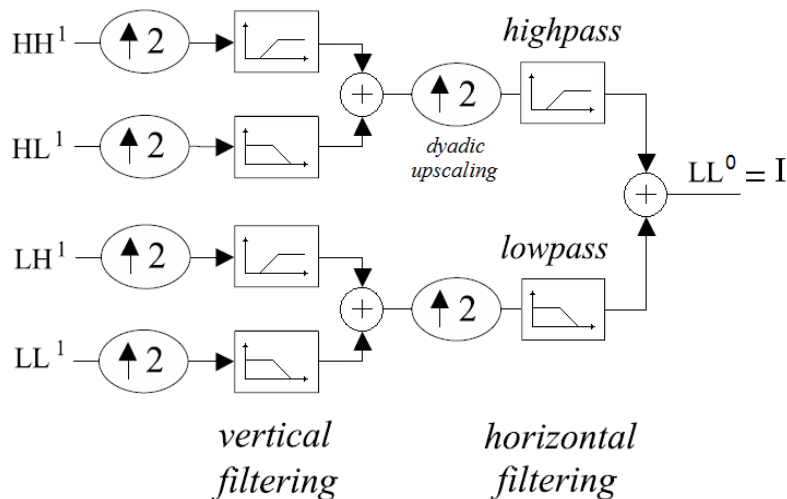 HH¹ ↑2 highpass
+ ↑2
HL¹ ↑2 dyadic
upscaling
LL⁰ = I
+
LH¹ ↑2 lowpass
+ ↑2
LL¹ ↑2
vertical
filtering
horizontal
filtering